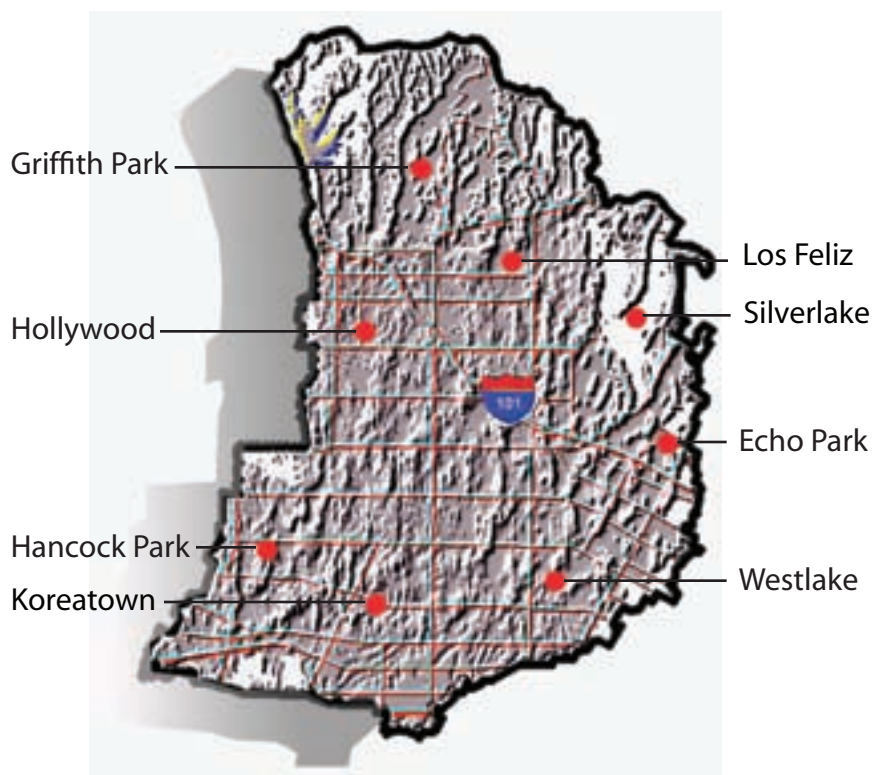 Griffith Park
Los Feliz
Silverlake
Hollywood
101
Echo Park
Hancock Park
Westlake
Koreatown